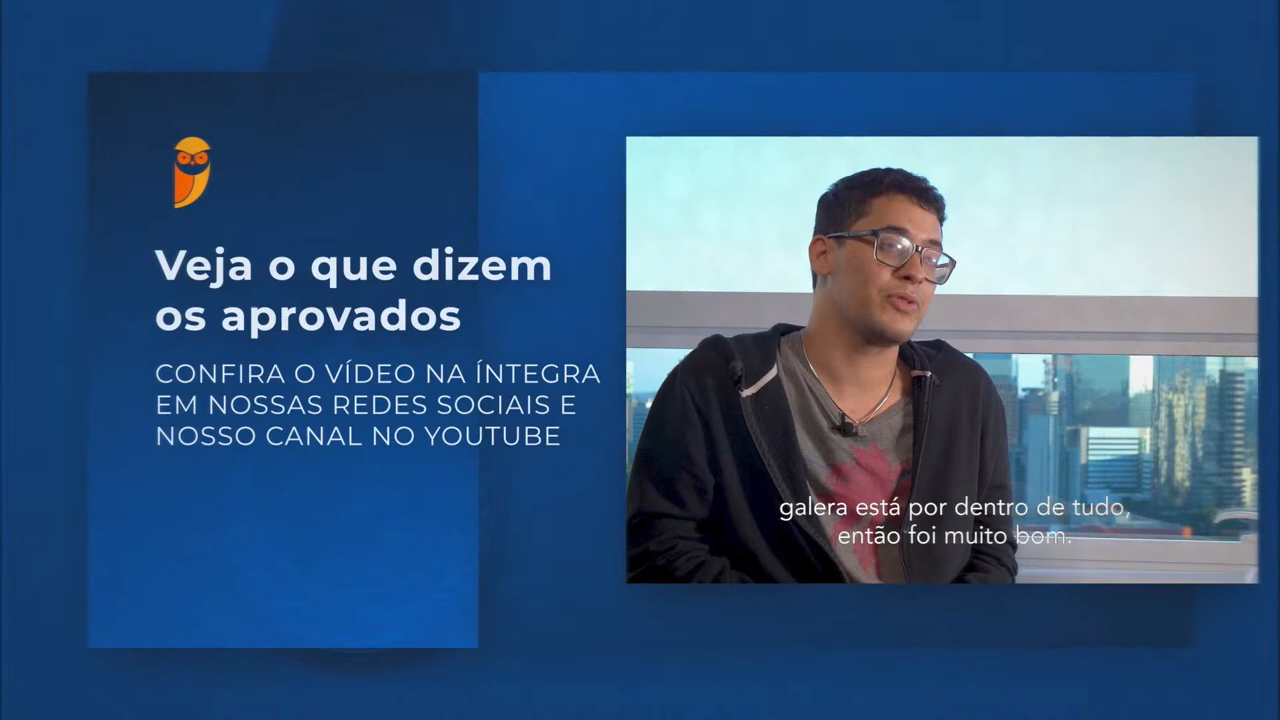 Veja o que dizem
os aprovados
CONFIRA O VÍDEO NA ÍNTEGRA
EM NOSSAS REDES SOCIAIS E
NOSSO CANAL NO YOUTUBE
galera está por dentro de tudo,
então foi muito bom.